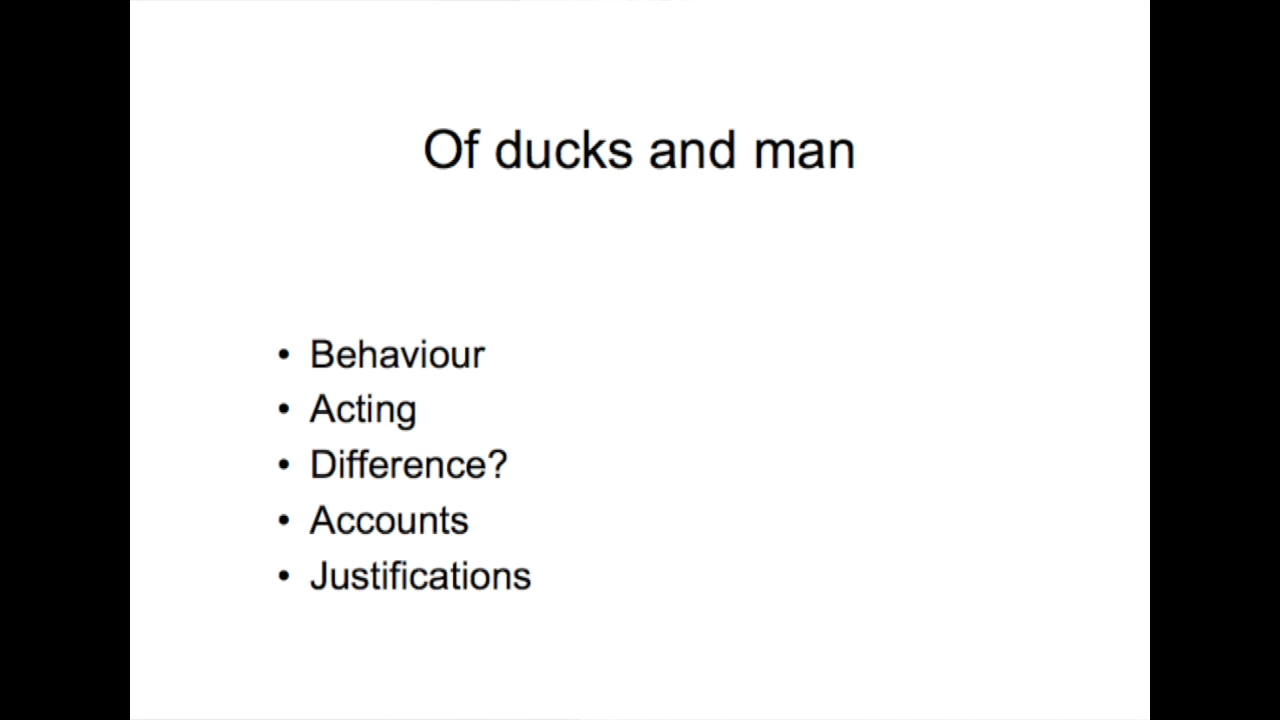 Of ducks and man
• Behaviour
• Acting
• Difference?
• Accounts
• Justifications